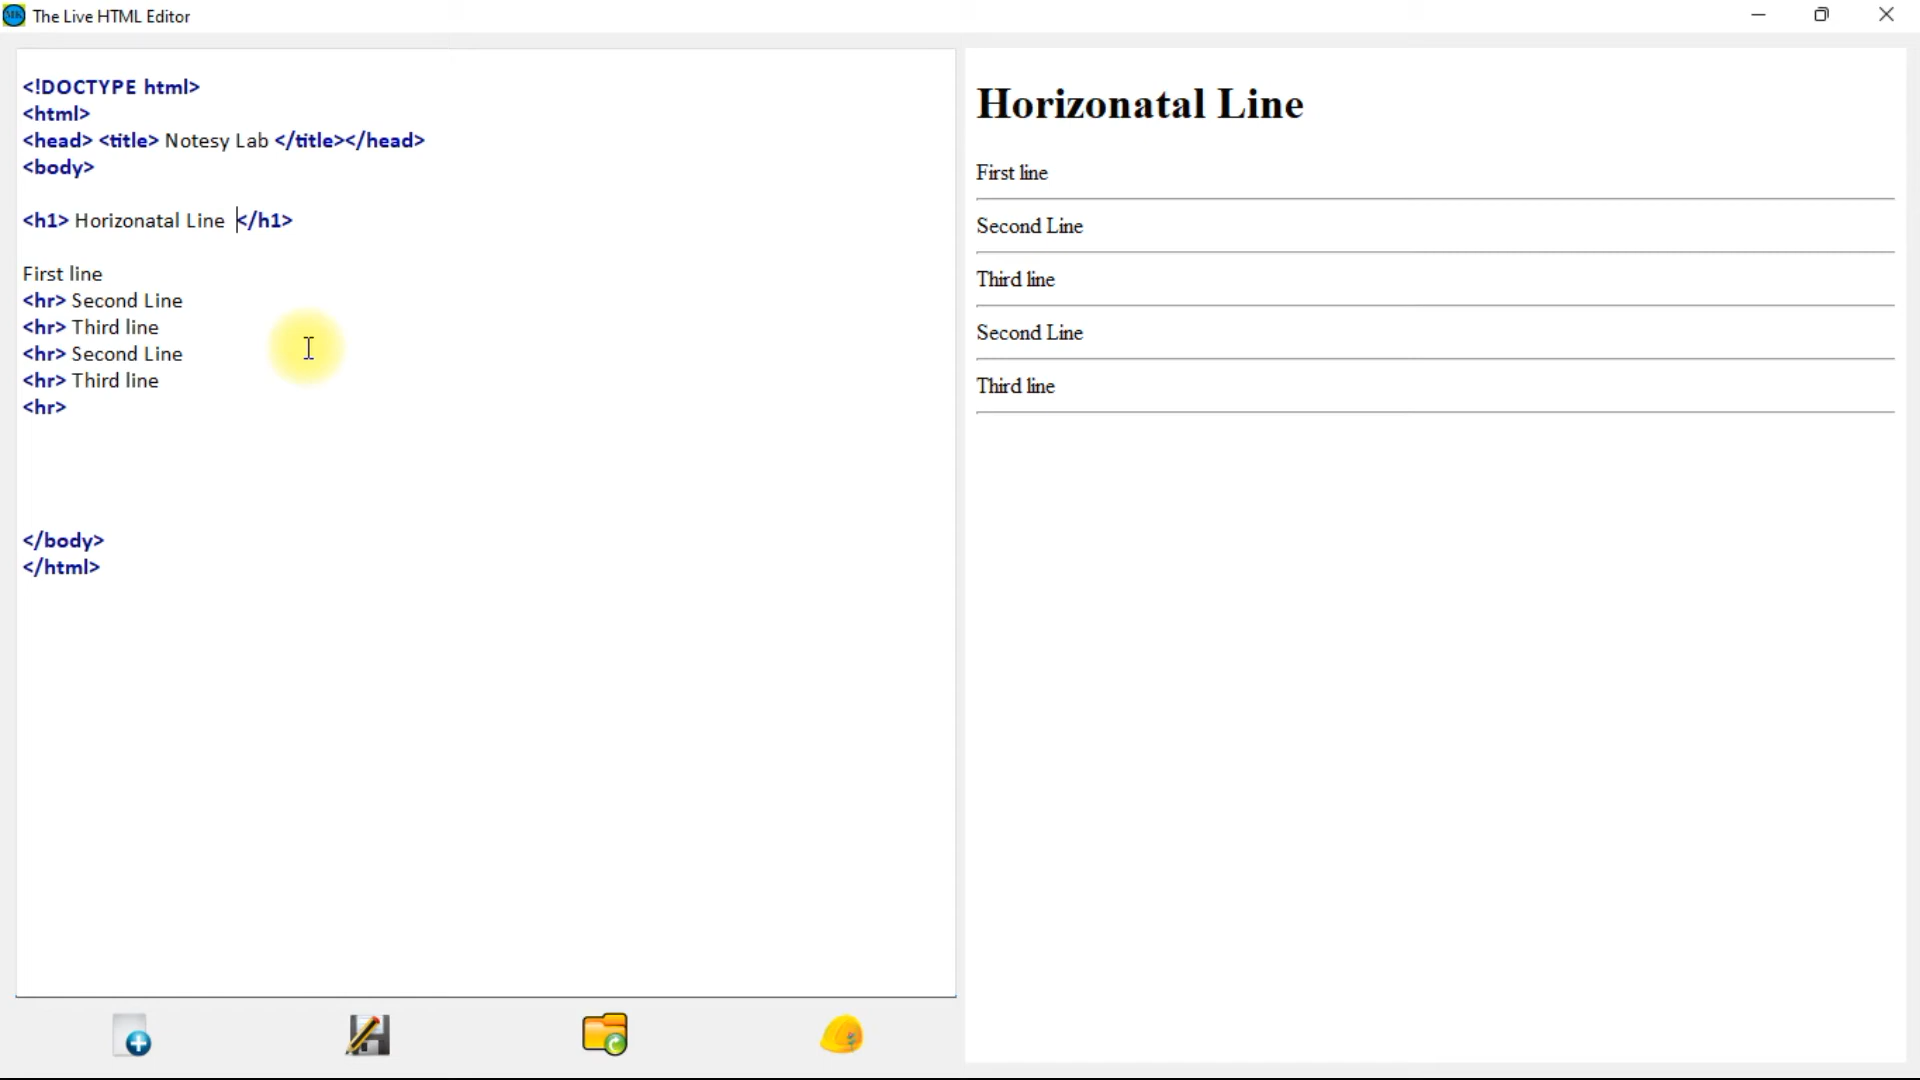 The Live HTML Editor
<!DOCTYPE html>
<html>
<head> <title> Notesy Lab </title></head>
<body>
<h1> Horizonatal Line </h1>
First line
<hr> Second Line
<hr> Third line
<hr> Second Line
<hr> Third line
<hr>
</body>
</html>
Horizonatal Line
First line
Second Line
Third line
Second Line
Third line